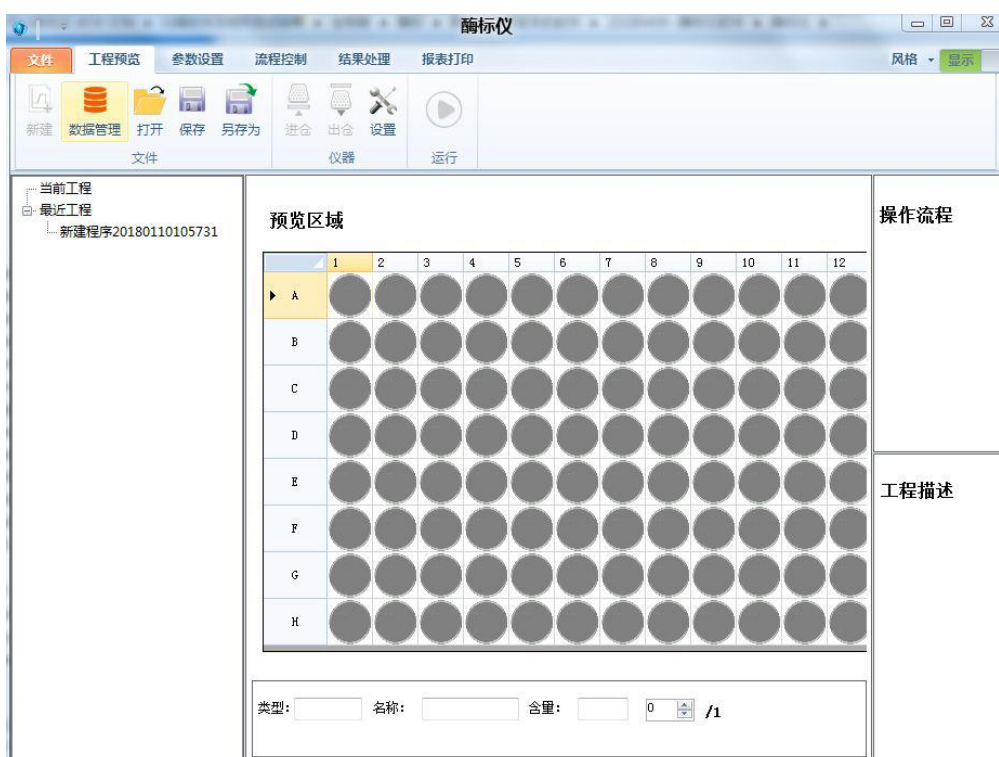 酶标仪
文件 工程预览 参数设置 流程控制 结果处理 报表打印 风格 显示
新建 数据管理 打开 保存 另存为 进仓 出仓 设置
文件 仪器 运行
当前工程
最近工程
新建程序20180110105731
预览区域
操作流程
1 2 3 4 5 6 7 8 9 10 11 12
A
B
C
D
E
工程描述
F
G
H
类型: 名称: 含量: 0 /1